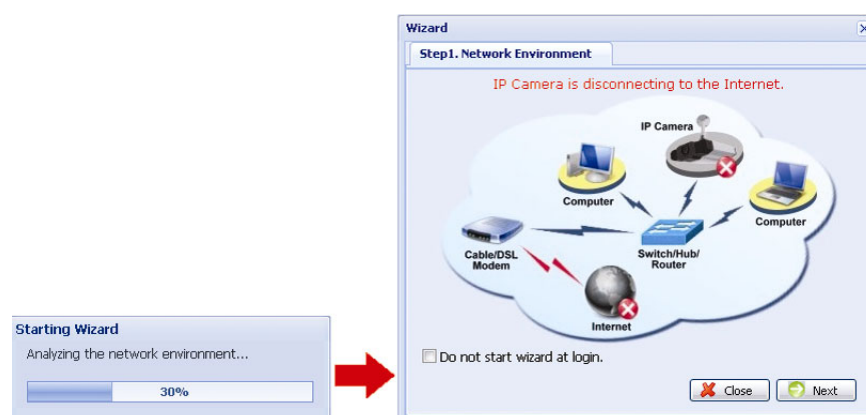 Starting Wizard
Analyzing the network environment...
30%
Wizard
Step1. Network Environment
IP Camera is disconnecting to the Internet.
IP Camera
Computer
Computer
Cable/DSL
Modem
Switch/Hub/
Router
Internet
Do not start wizard at login.
Close
Next